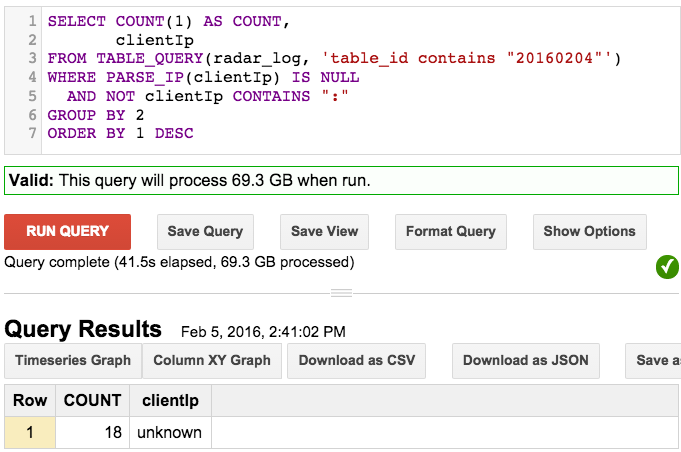 1 SELECT COUNT(1) AS COUNT,
2 clientIp
3 FROM TABLE_QUERY(radar_log, 'table_id contains "20160204"')
4 WHERE PARSE_IP(clientIp) IS NULL
5 AND NOT clientIp CONTAINS ":"
6 GROUP BY 2
7 ORDER BY 1 DESC
Valid: This query will process 69.3 GB when run.
RUN QUERY Save Query Save View Format Query Show Options
Query complete (41.5s elapsed, 69.3 GB processed)
Query Results Feb 5, 2016, 2:41:02 PM
Timeseries Graph Column XY Graph Download as CSV Download as JSON Save
Row COUNT clientIp
1 18 unknown